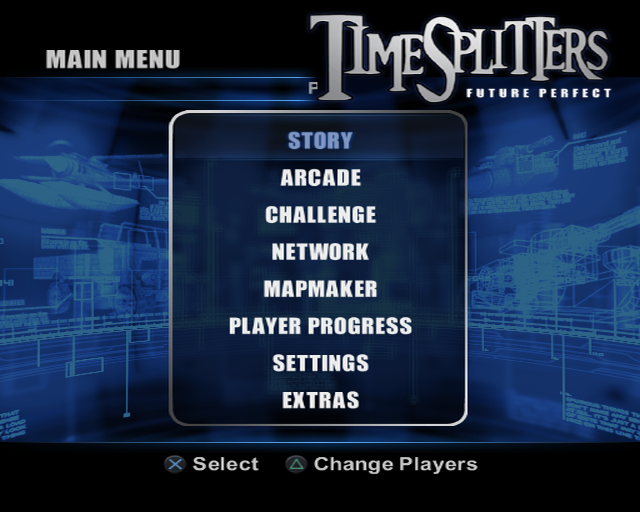 MAIN MENU
TIMESPLITTERS
FUTURE PERFECT
P
STORY
ARCADE
CHALLENGE
NETWORK
MAPMAKER
PLAYER PROGRESS
SETTINGS
EXTRAS
Select
Change Players